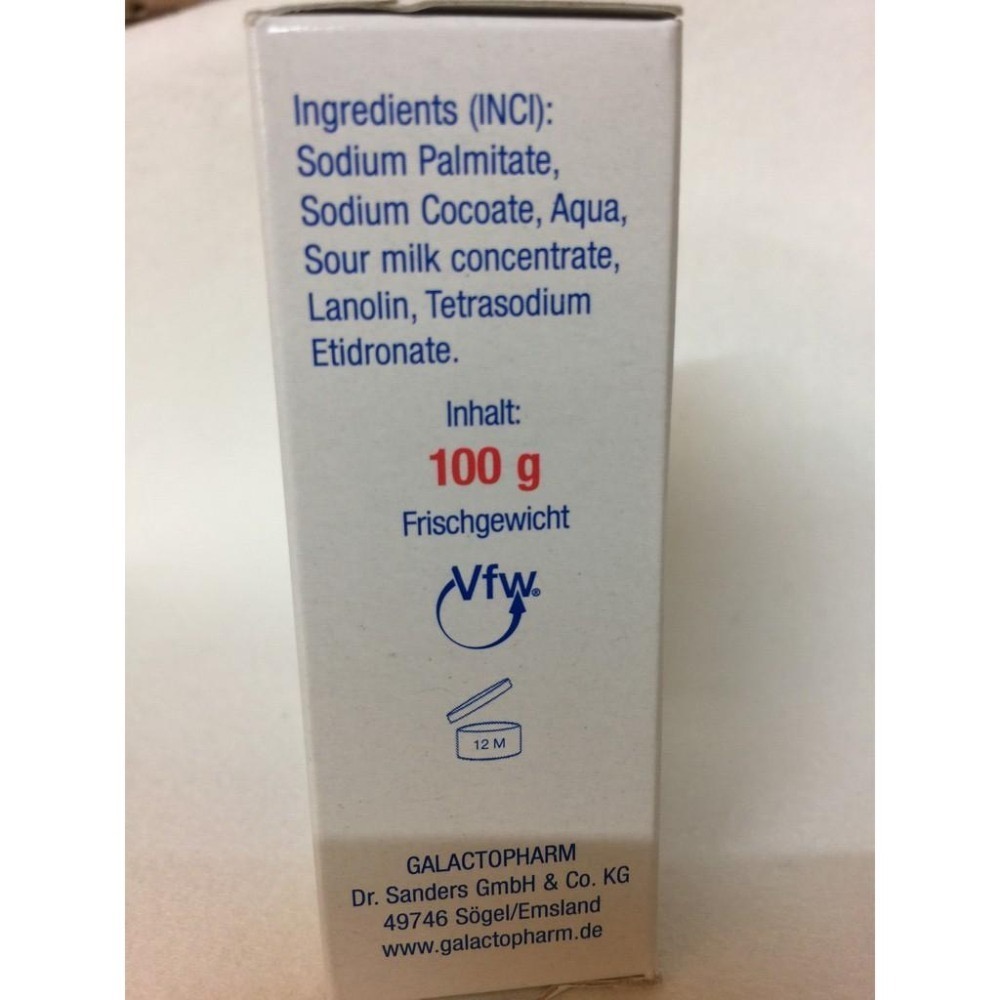 Ingredients (INCI):
Sodium Palmitate,
Sodium Cocoate, Aqua,
Sour milk concentrate,
Lanolin, Tetrasodium
Etidronate.
Inhalt:
100 g
Frischgewicht
Vfw®
12 M
GALACTOPHARM
Dr. Sanders GmbH & Co. KG
49746 Sögel/Emsland
www.galactopharm.de